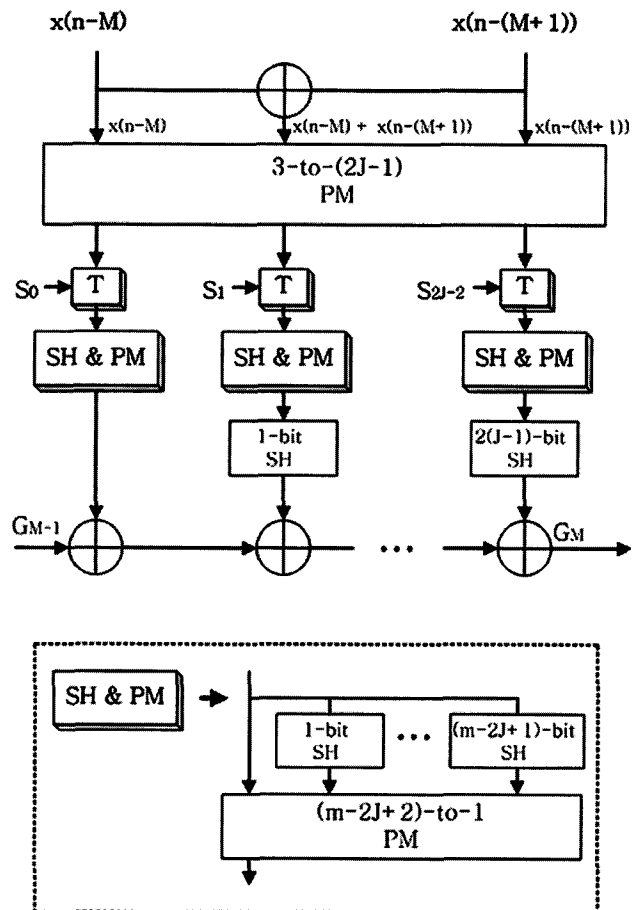 x(n-M) x(n-(M+1))
x(n-M) x(n-M) + x(n-(M+1)) x(n-(M+1))
3-to-(2J-1)
PM
S0 T S1 T S2J-2 T
SH & PM SH & PM SH & PM
1-bit 2(J-1)-bit
SH SH
GM-1 ... GM
SH & PM
1-bit ... (m-2J+1)-bit
SH SH
(m-2J+2)-to-1
PM